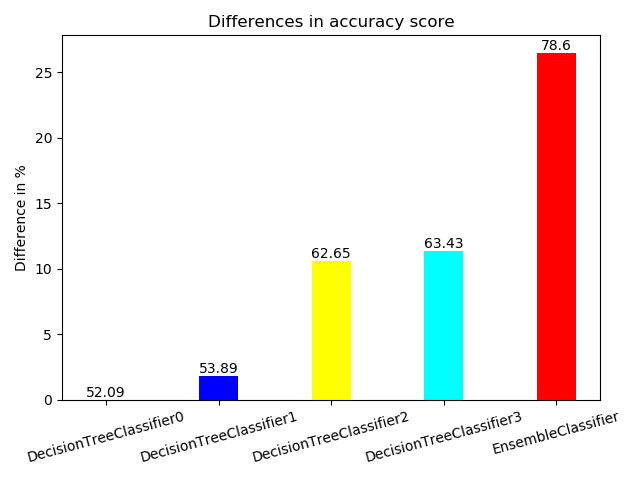 Differences in accuracy score
Difference in %
25
20
15
10
5
0
52.09
53.89
62.65
63.43
78.6
DecisionTreeClassifier0
DecisionTreeClassifier1
DecisionTreeClassifier2
DecisionTreeClassifier3
EnsembleClassifier